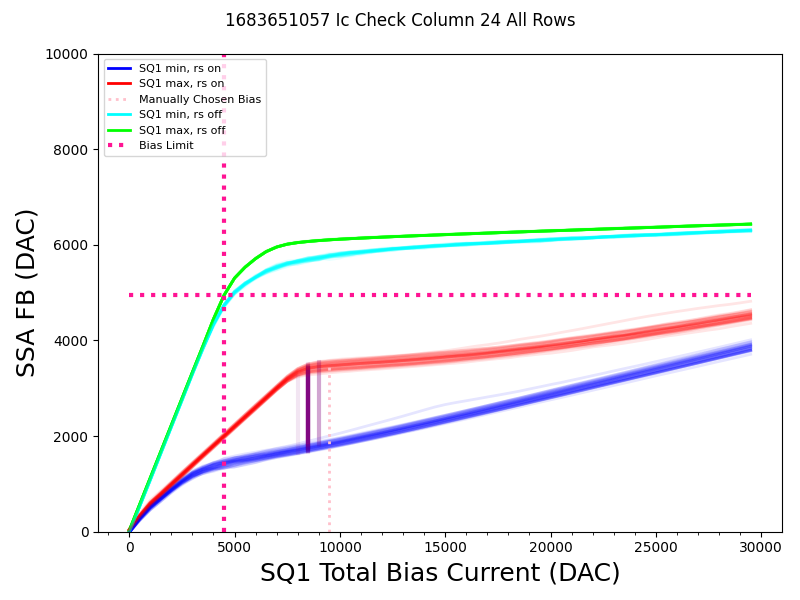 1683651057 Ic Check Column 24 All Rows
10000
8000
6000
4000
2000
0
SSA FB (DAC)
SQ1 min, rs on
SQ1 max, rs on
Manually Chosen Bias
SQ1 min, rs off
SQ1 max, rs off
Bias Limit
0 5000 10000 15000 20000 25000 30000
SQ1 Total Bias Current (DAC)